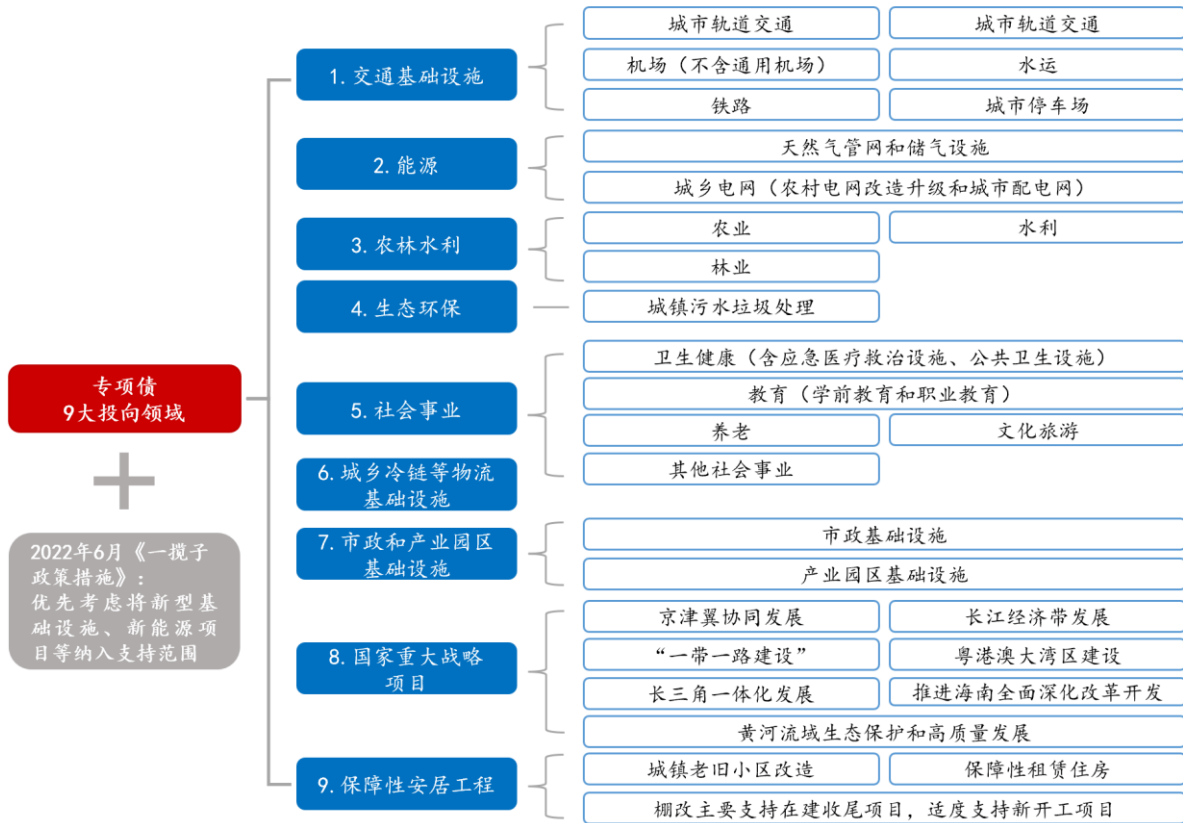 专项债
9大投向领域
2022年6月《一揽子
政策措施》:
优先考虑将新型基
础设施、新能源项
目等纳入支持范围
1.交通基础设施
城市轨道交通
城市轨道交通
机场（不含通用机场）
水运
铁路
城市停车场
2.能源
天然气管网和储气设施
城乡电网（农村电网改造升级和城市配电网）
3.农林水利
农业
水利
林业
4.生态环保
城镇污水垃圾处理
5.社会事业
卫生健康（含应急医疗救治设施、公共卫生设施）
教育（学前教育和职业教育）
养老
文化旅游
其他社会事业
6.城乡冷链等物流
基础设施
7.市政和产业园区
基础设施
市政基础设施
产业园区基础设施
8.国家重大战略
项目
京津翼协同发展
长江经济带发展
“一带一路建设”
粤港澳大湾区建设
长三角一体化发展
推进海南全面深化改革开发
黄河流域生态保护和高质量发展
9.保障性安居工程
城镇老旧小区改造
保障性租赁住房
棚改主要支持在建收尾项目，适度支持新开工项目